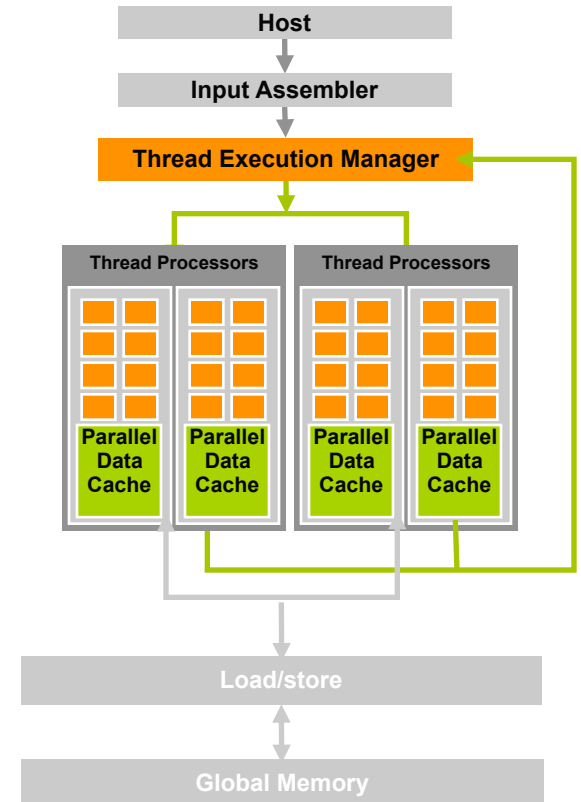 Host
Input Assembler
Thread Execution Manager
Thread Processors
Thread Processors
Parallel
Data
Cache
Parallel
Data
Cache
Parallel
Data
Cache
Parallel
Data
Cache
Load/store
Global Memory